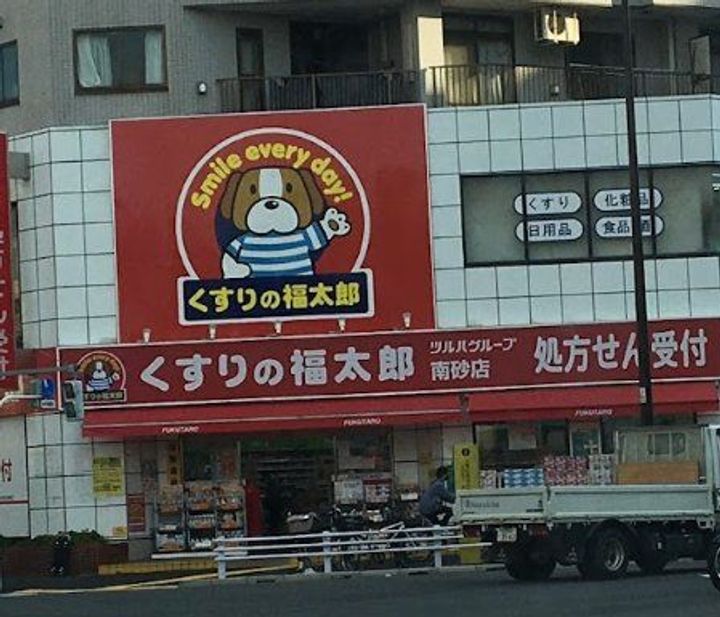 Smile every day!
くすりの福太郎
くすり
化粧品
日用品
食品
酒
くすりの福太郎
ツルハグループ
南砂店
処方せん受付
FUKUTARO
FUKUTARO
FUKUTARO
付